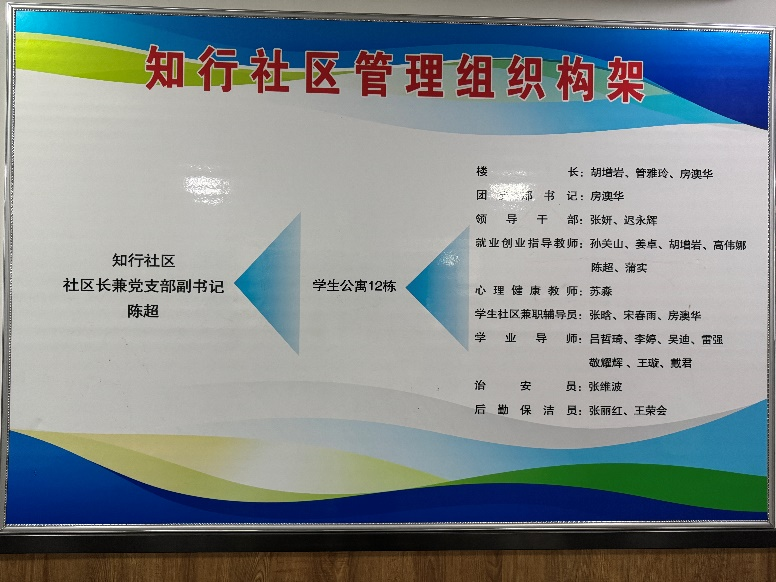 知行社区管理组织构架
知行社区
社区长兼党支部副书记
陈超
学生公寓12栋
楼长：胡增岩、管雅玲、房澳华
团 部书记：房澳华
领导干部：张妍、迟永辉
就业创业指导教师：孙关山、姜卓、胡增岩、高伟娜
陈超、蒲实
心理健康教师：苏淼
学生社区兼职辅导员：张晗、宋春雨、房澳华
学业导师：吕哲琦、李婷、吴迪、雷强
敬耀辉、王璇、戴君
治安员：张维波
后勤保洁员：张丽红、王荣会